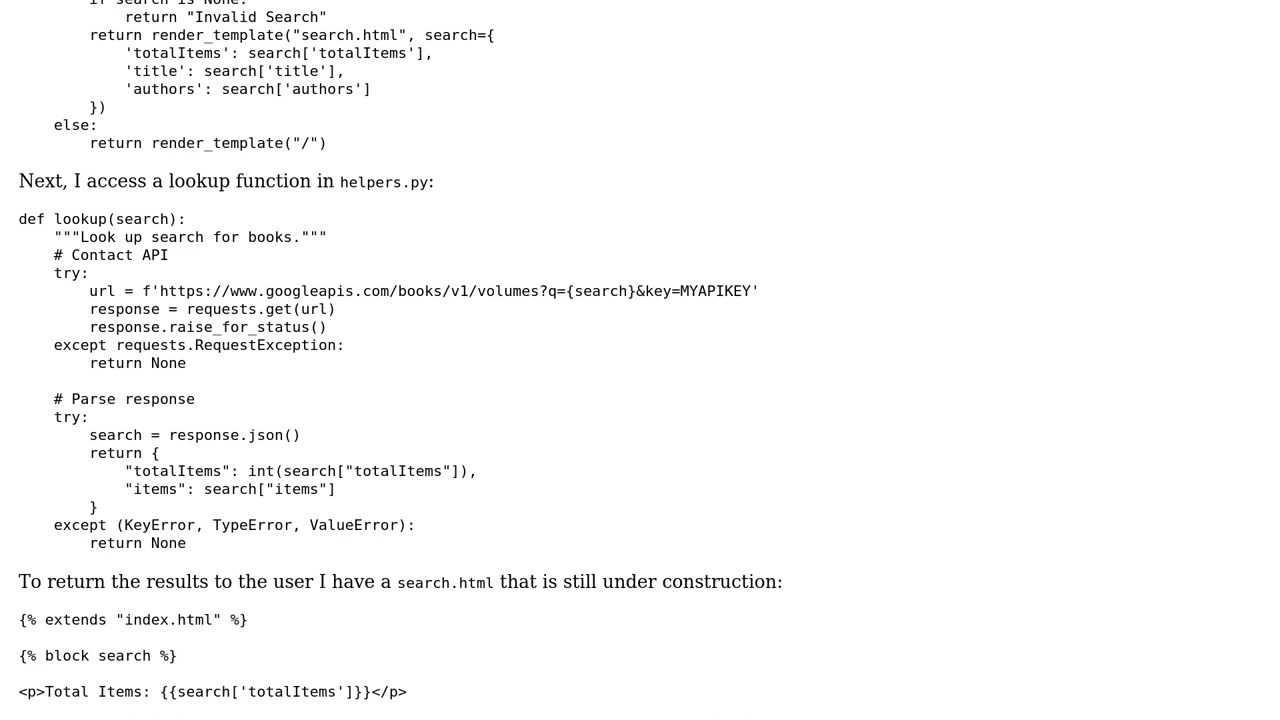 if search is None:
            return "Invalid Search"
        return render_template("search.html", search={
            'totalItems': search['totalItems'],
            'title': search['title'],
            'authors': search['authors']
        })
    else:
        return render_template("/")
Next, I access a lookup function in helpers.py:
def lookup(search):
    """Look up search for books."""
    # Contact API
    try:
        url = f'https://www.googleapis.com/books/v1/volumes?q={search}&key=MYAPIKEY'
        response = requests.get(url)
        response.raise_for_status()
    except requests.RequestException:
        return None
    # Parse response
    try:
        search = response.json()
        return {
            "totalItems": int(search["totalItems"]),
            "items": search["items"]
        }
    except (KeyError, TypeError, ValueError):
        return None
To return the results to the user I have a search.html that is still under construction:
{% extends "index.html" %}
{% block search %}
<p>Total Items: {{search['totalItems']}}</p>